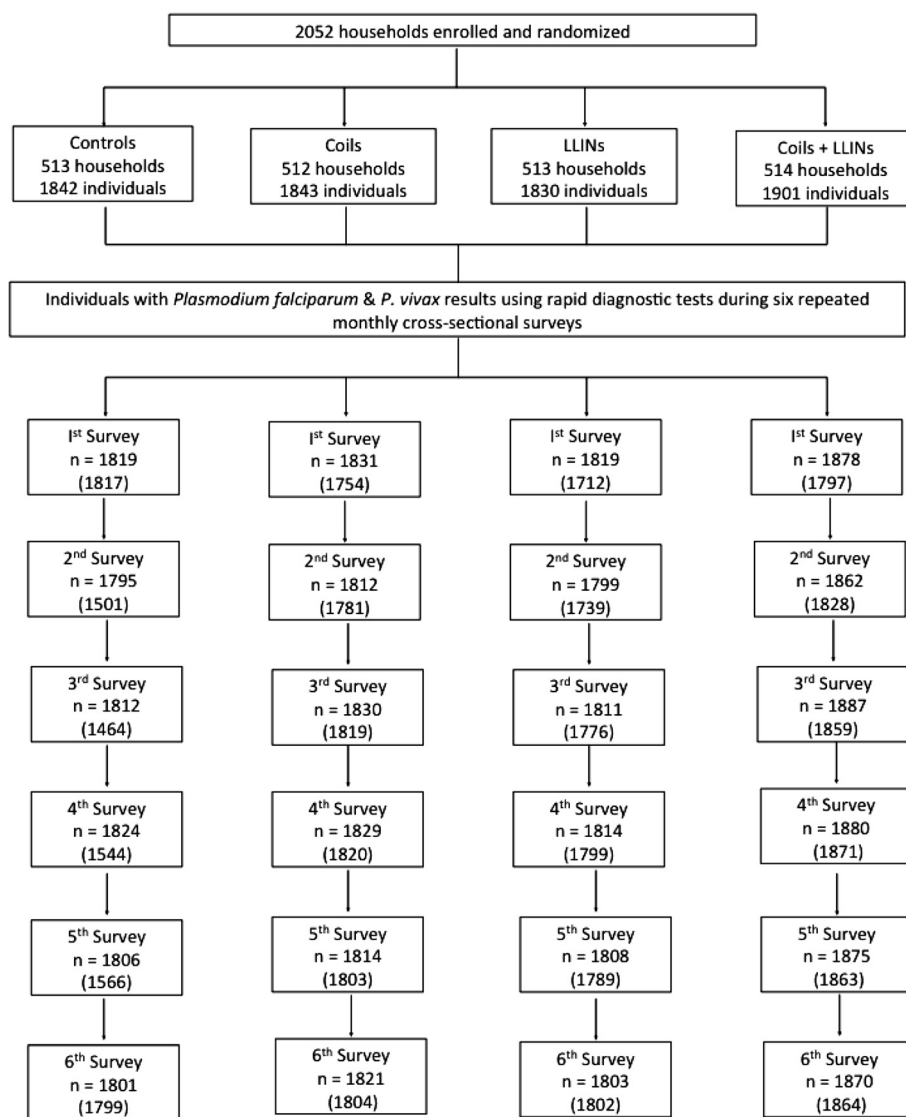 2052 households enrolled and randomized
Controls
513 households
1842 individuals
Coils
512 households
1843 individuals
LLINs
513 households
1830 individuals
Coils + LLINs
514 households
1901 individuals
Individuals with Plasmodium falciparum & P. vivax results using rapid diagnostic tests during six repeated
monthly cross-sectional surveys
Ist Survey
n = 1819
(1817)
Ist Survey
n = 1831
(1754)
Ist Survey
n = 1819
(1712)
Ist Survey
n = 1878
(1797)
2nd Survey
n = 1795
(1501)
2nd Survey
n = 1812
(1781)
2nd Survey
n = 1799
(1739)
2nd Survey
n = 1862
(1828)
3rd Survey
n = 1812
(1464)
3rd Survey
n = 1830
(1819)
3rd Survey
n = 1811
(1776)
3rd Survey
n = 1887
(1859)
4th Survey
n = 1824
(1544)
4th Survey
n = 1829
(1820)
4th Survey
n = 1814
(1799)
4th Survey
n = 1880
(1871)
5th Survey
n = 1806
(1566)
5th Survey
n = 1814
(1803)
5th Survey
n = 1808
(1789)
5th Survey
n = 1875
(1863)
6th Survey
n = 1801
(1799)
6th Survey
n = 1821
(1804)
6th Survey
n = 1803
(1802)
6th Survey
n = 1870
(1864)